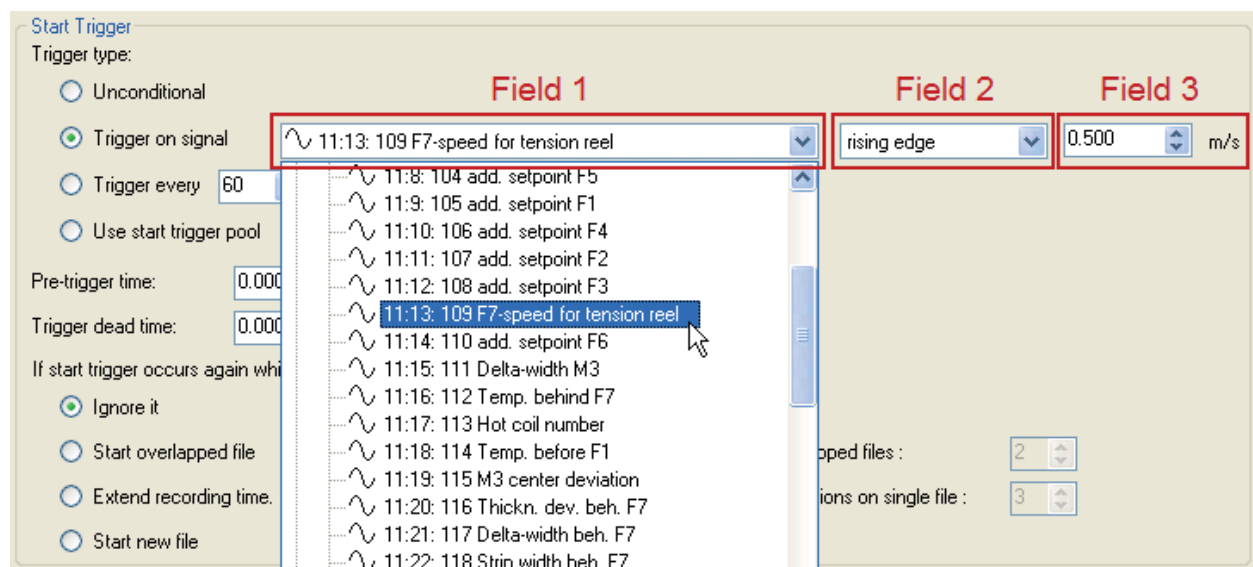 Start Trigger
Trigger type:
Unconditional
Field 1
Field 2
Field 3
Trigger on signal
11:13: 109 F7-speed for tension reel
rising edge
0.500
m/s
11:8: 104 add. setpoint F5
Trigger every
60
11:9: 105 add. setpoint F1
11:10: 106 add. setpoint F4
Use start trigger pool
11:11: 107 add. setpoint F2
Pre-trigger time:
0.000
11:12: 108 add. setpoint F3
11:13: 109 F7-speed for tension reel
Trigger dead time:
0.000
11:14: 110 add. setpoint F6
If start trigger occurs again whi
11:15: 111 Delta-width M3
11:16: 112 Temp. behind F7
Ignore it
11:17: 113 Hot coil number
Start overlapped file
11:18: 114 Temp. before F1
pped files :
2
11:19: 115 M3 center deviation
Extend recording time.
11:20: 116 Thickn. dev. beh. F7
ions on single file :
3
11:21: 117 Delta-width beh. F7
Start new file
11:22: 118 Strip width beh. F7